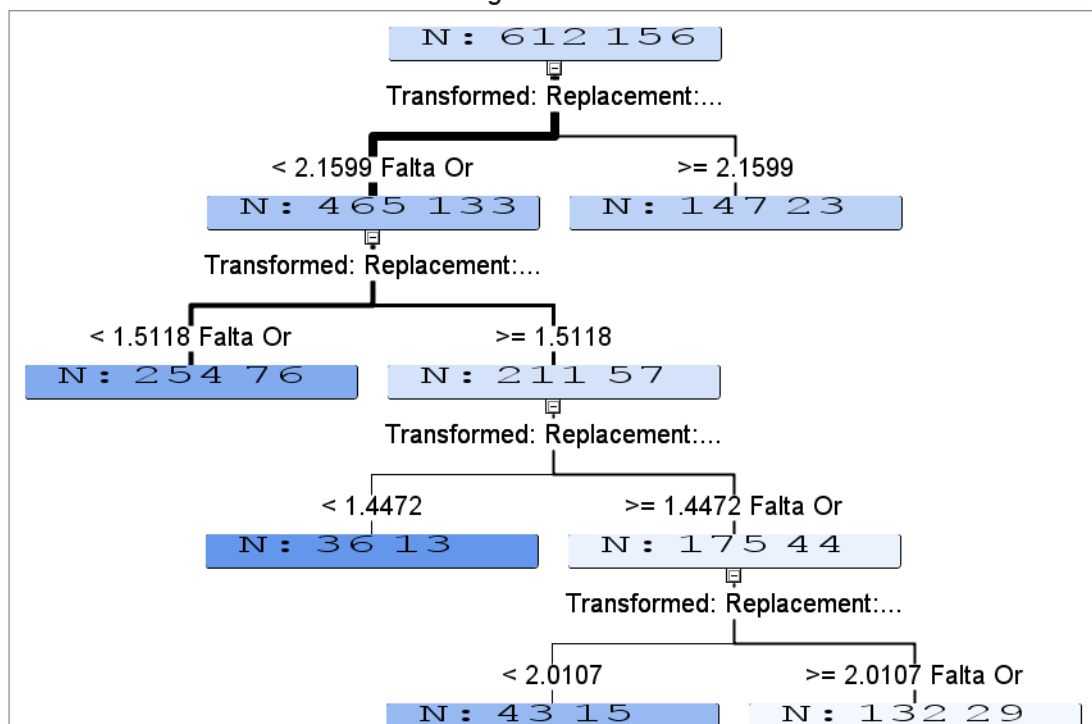 N: 612 156
Transformed: Replacement:...
< 2.1599 Falta Or
>= 2.1599
N: 465 133
N: 147 23
Transformed: Replacement:...
< 1.5118 Falta Or
>= 1.5118
N: 254 76
N: 211 57
Transformed: Replacement:...
< 1.4472
>= 1.4472 Falta Or
N: 36 13
N: 175 44
Transformed: Replacement:...
< 2.0107
>= 2.0107 Falta Or
N: 43 15
N: 132 29